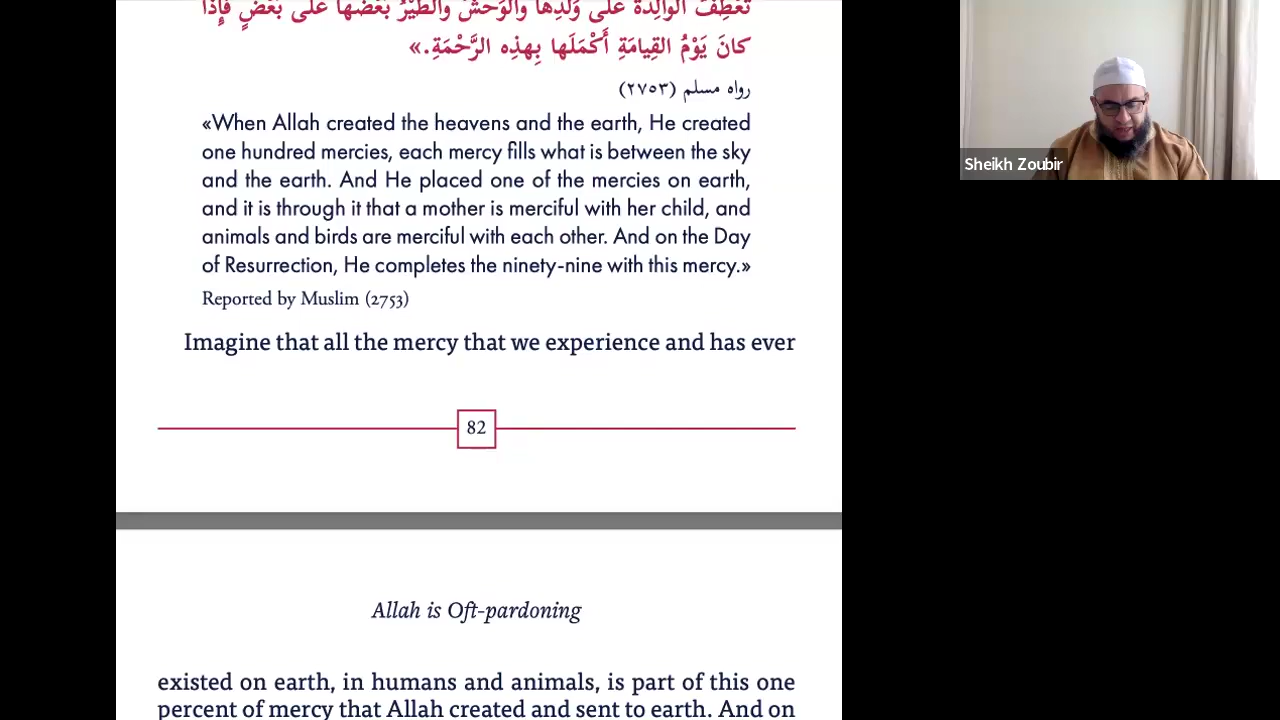 تَعْطِفُ الوَالِدَةُ عَلَى وَلَدِها وَالوَحْشُ وَالطَّيْرُ بَعْضُها عَلَى بَعْضٍ فَإِذَا
كانَ يَوْمُ القِيامَةِ أَكْمَلَها بِهذِه الرَّحْمَةِ.»
رواه مسلم (٢٧٥٣)
«When Allah created the heavens and the earth, He created
one hundred mercies, each mercy fills what is between the sky
and the earth. And He placed one of the mercies on earth,
and it is through it that a mother is merciful with her child, and
animals and birds are merciful with each other. And on the Day
of Resurrection, He completes the ninety-nine with this mercy.»
Reported by Muslim (2753)
Imagine that all the mercy that we experience and has ever
82
Allah is Oft-pardoning
existed on earth, in humans and animals, is part of this one
percent of mercy that Allah created and sent to earth. And on
Sheikh Zoubir